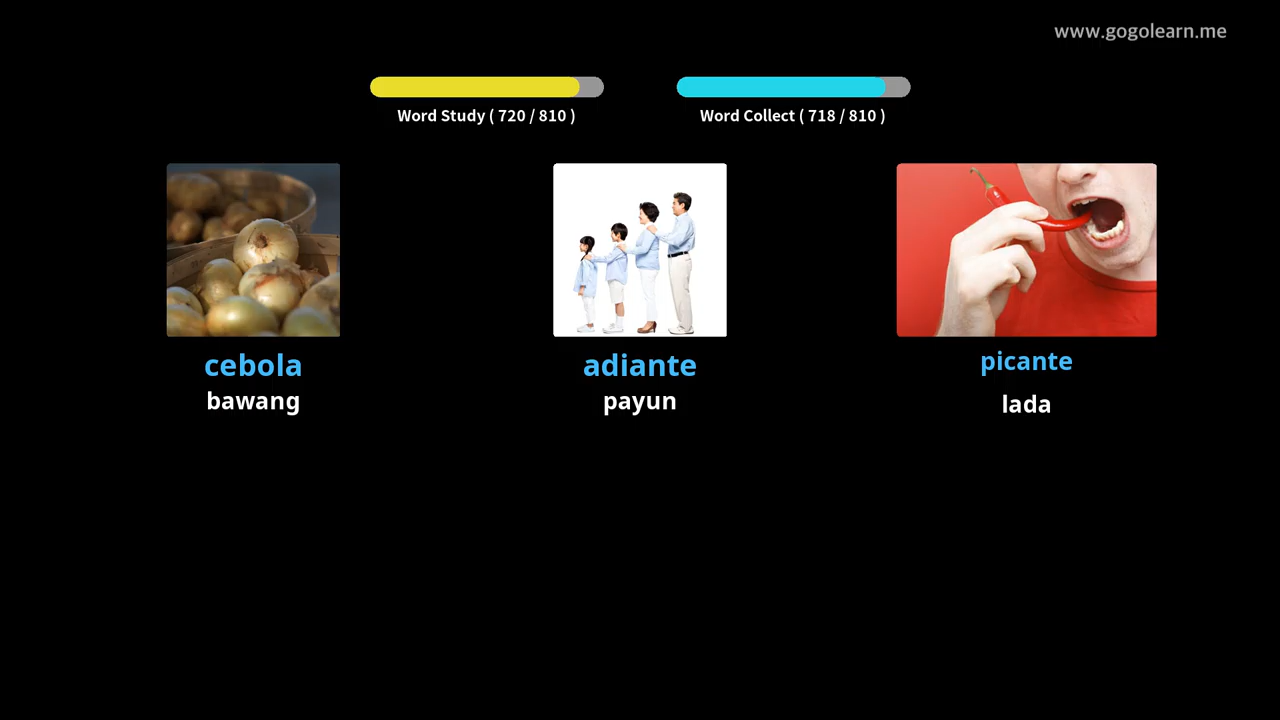 www.gogolearn.me
Word Study ( 720 / 810 )
Word Collect ( 718 / 810 )
cebola
bawang
adiante
payun
picante
lada